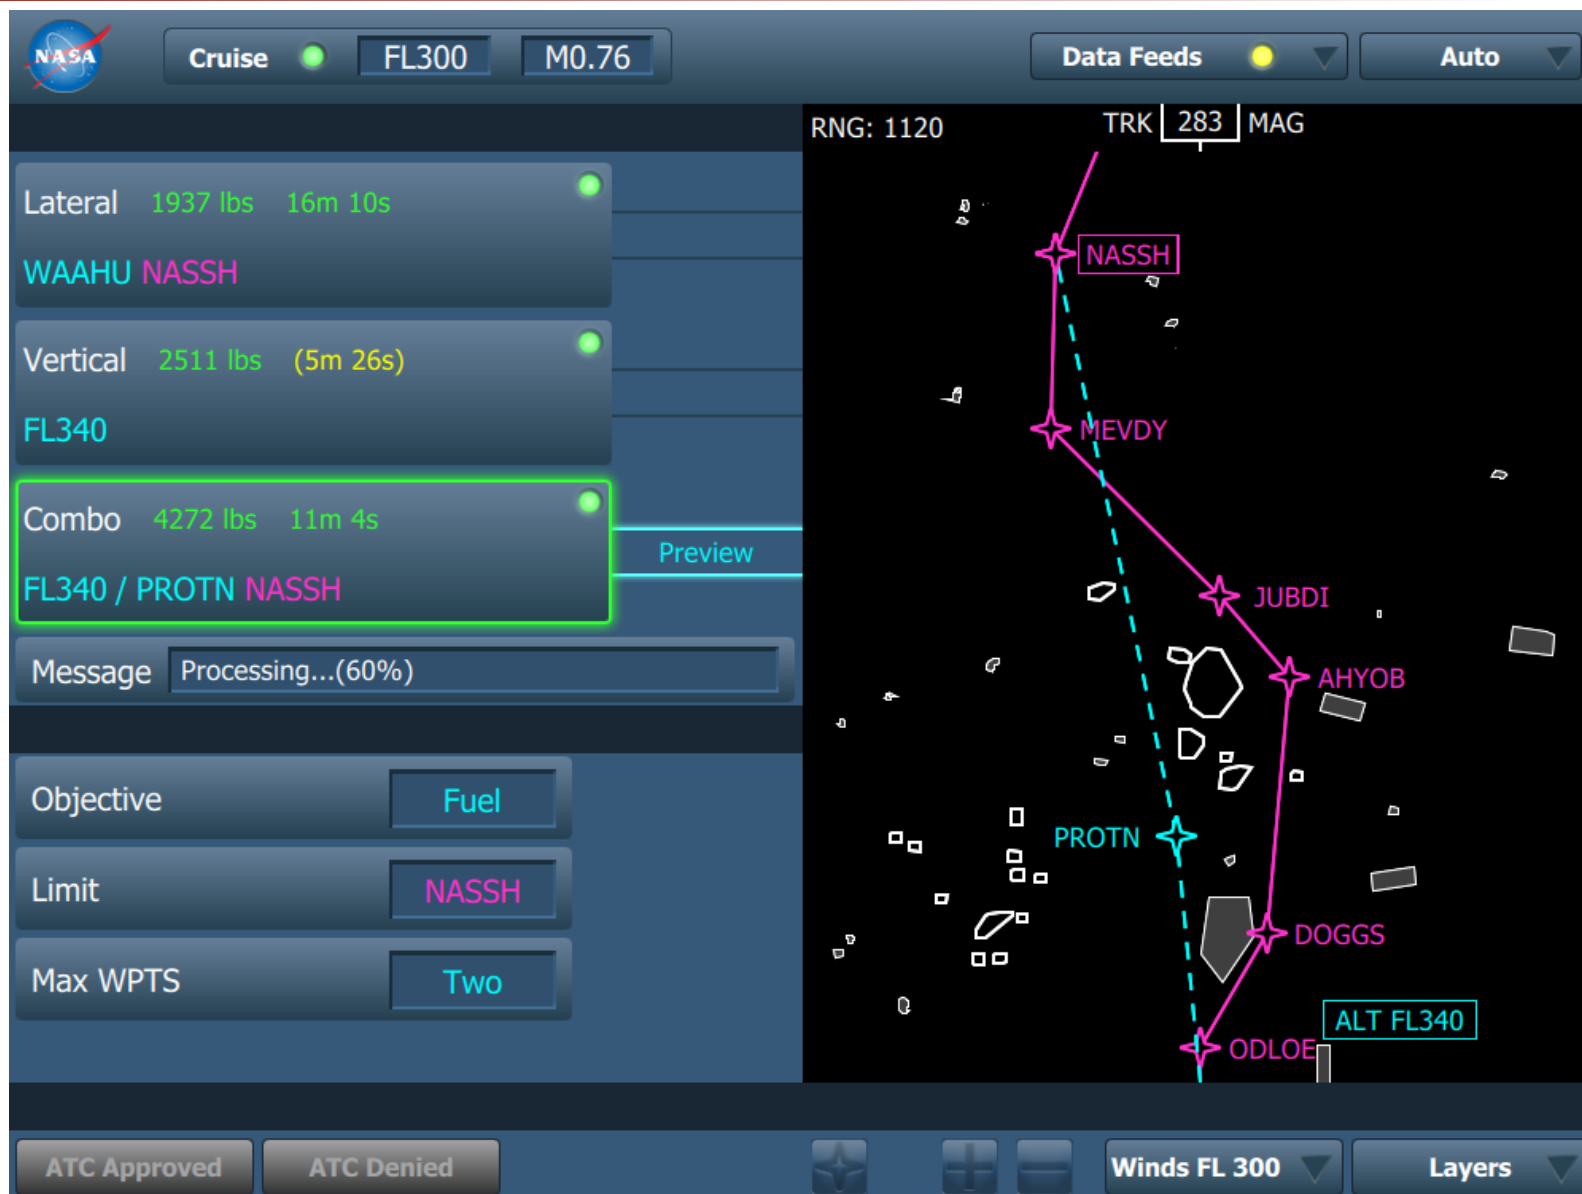 NASA
Cruise FL300 M0.76
Data Feeds Auto
RNG: 1120
TRK 283 MAG
Lateral 1937 lbs 16m 10s
WAAHU NASSH
Vertical 2511 lbs (5m 26s)
FL340
Combo 4272 lbs 11m 4s
FL340 / PROTN NASSH
Preview
Message Processing...(60%)
Objective Fuel
Limit NASSH
Max WPTS Two
NASSH
MEVDY
JUBDI
AHYOB
PROTN
DOGGS
ALT FL340
ODLOE
ATC Approved ATC Denied
Winds FL 300 Layers